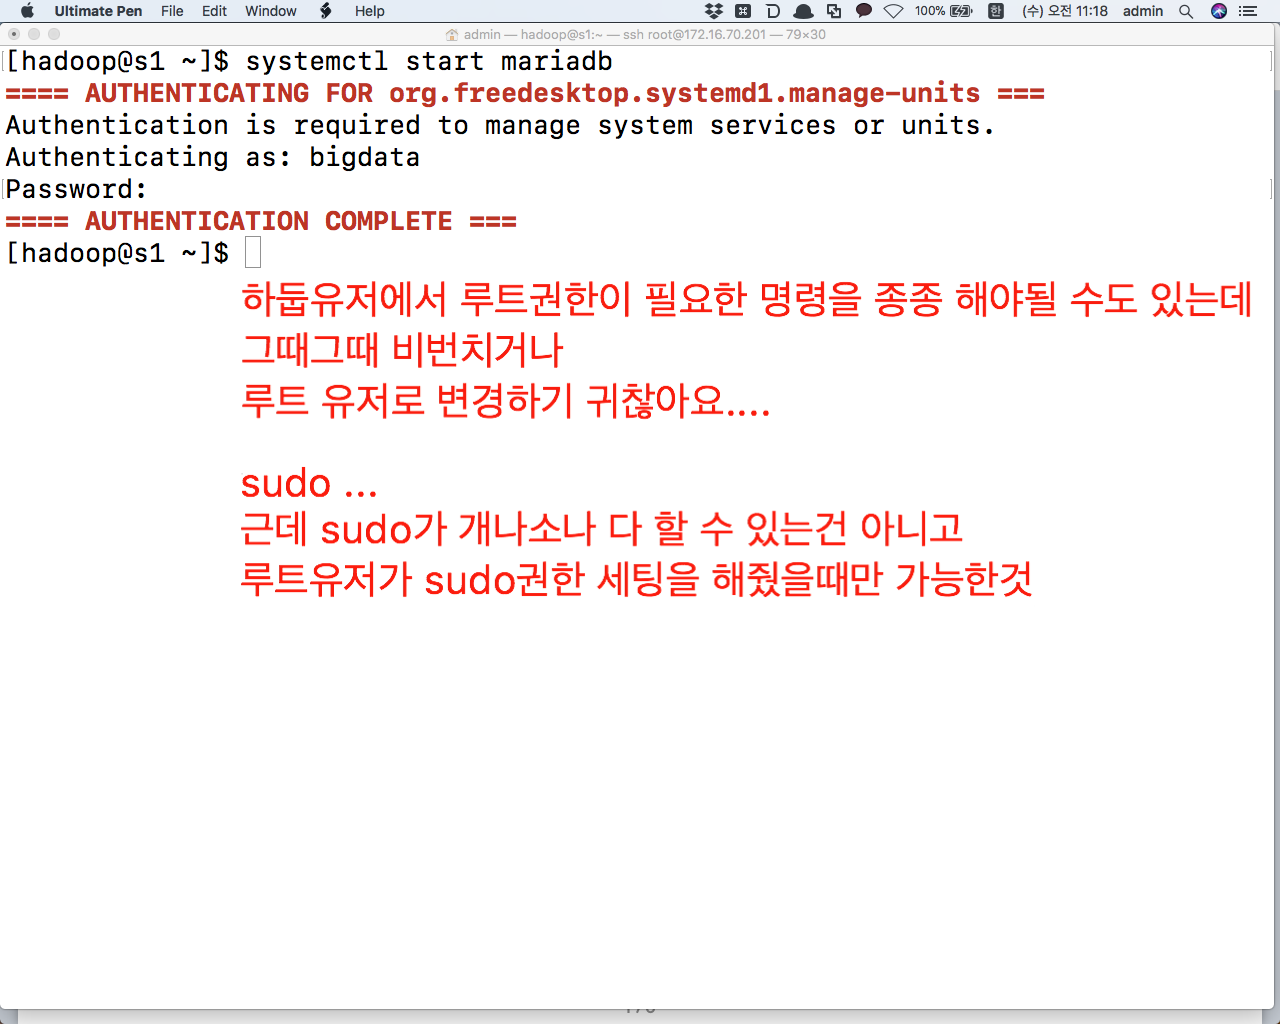 Ultimate Pen File Edit Window Help 100% 한 (수) 오전 11:18 admin
admin — hadoop@s1:~ — ssh root@172.16.70.201 — 79×30
[hadoop@s1 ~]$ systemctl start mariadb
==== AUTHENTICATING FOR org.freedesktop.systemd1.manage-units ===
Authentication is required to manage system services or units.
Authenticating as: bigdata
Password:
==== AUTHENTICATION COMPLETE ===
[hadoop@s1 ~]$
하둡유저에서 루트권한이 필요한 명령을 종종 해야될 수도 있는데
그때그때 비번치거나
루트 유저로 변경하기 귀찮아요....
sudo ...
근데 sudo가 개나소나 다 할 수 있는건 아니고
루트유저가 sudo권한 세팅을 해줬을때만 가능한것